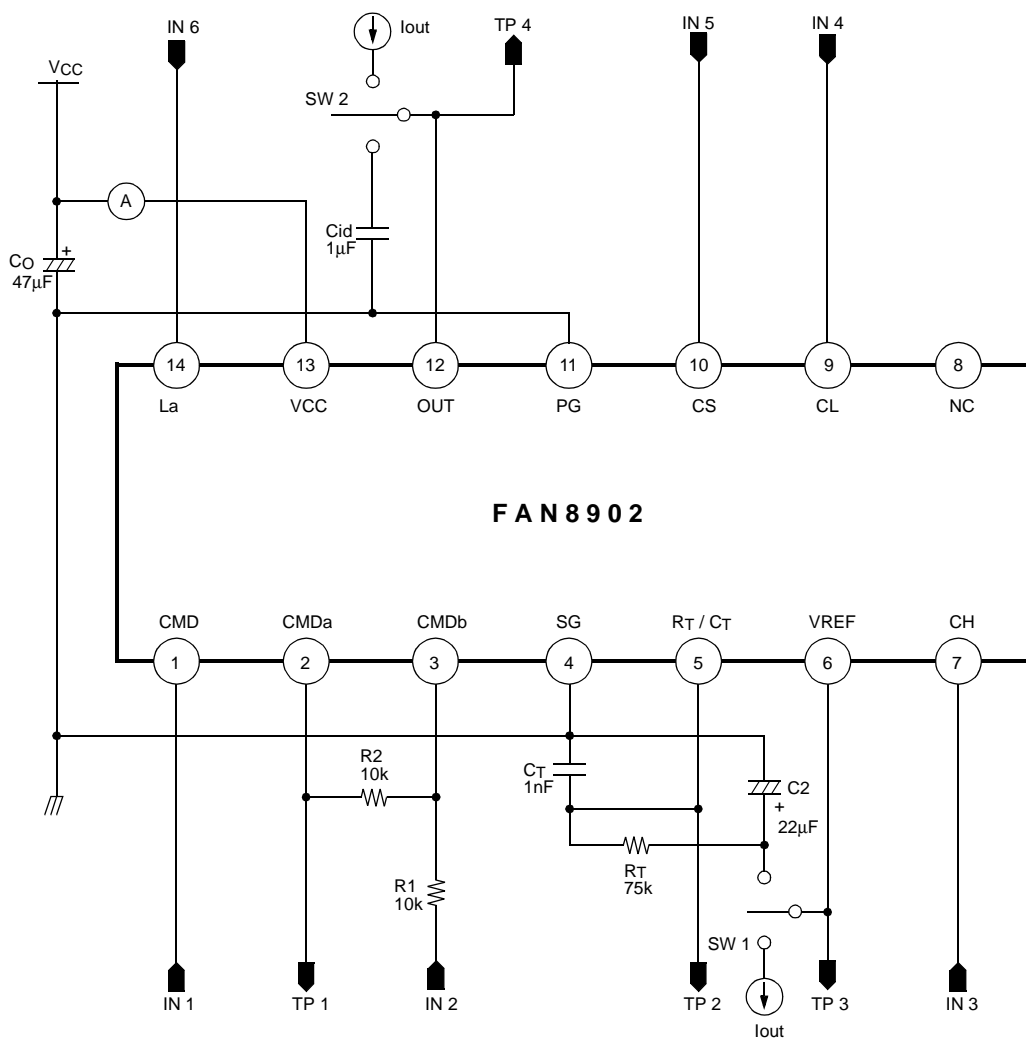 IN 6
Iout
TP 4
IN 5
IN 4
VCC
SW 2
A
Cid
1μF
+
CO
47μF
14
13
12
11
10
9
8
La
VCC
OUT
PG
CS
CL
NC
FAN8902
CMD
CMDa
CMDb
SG
RT / CT
VREF
CH
1
2
3
4
5
6
7
R2
10k
CT
1nF
C2
+
22μF
RT
75k
R1
10k
SW 1
IN 1
TP 1
IN 2
TP 2
TP 3
IN 3
Iout